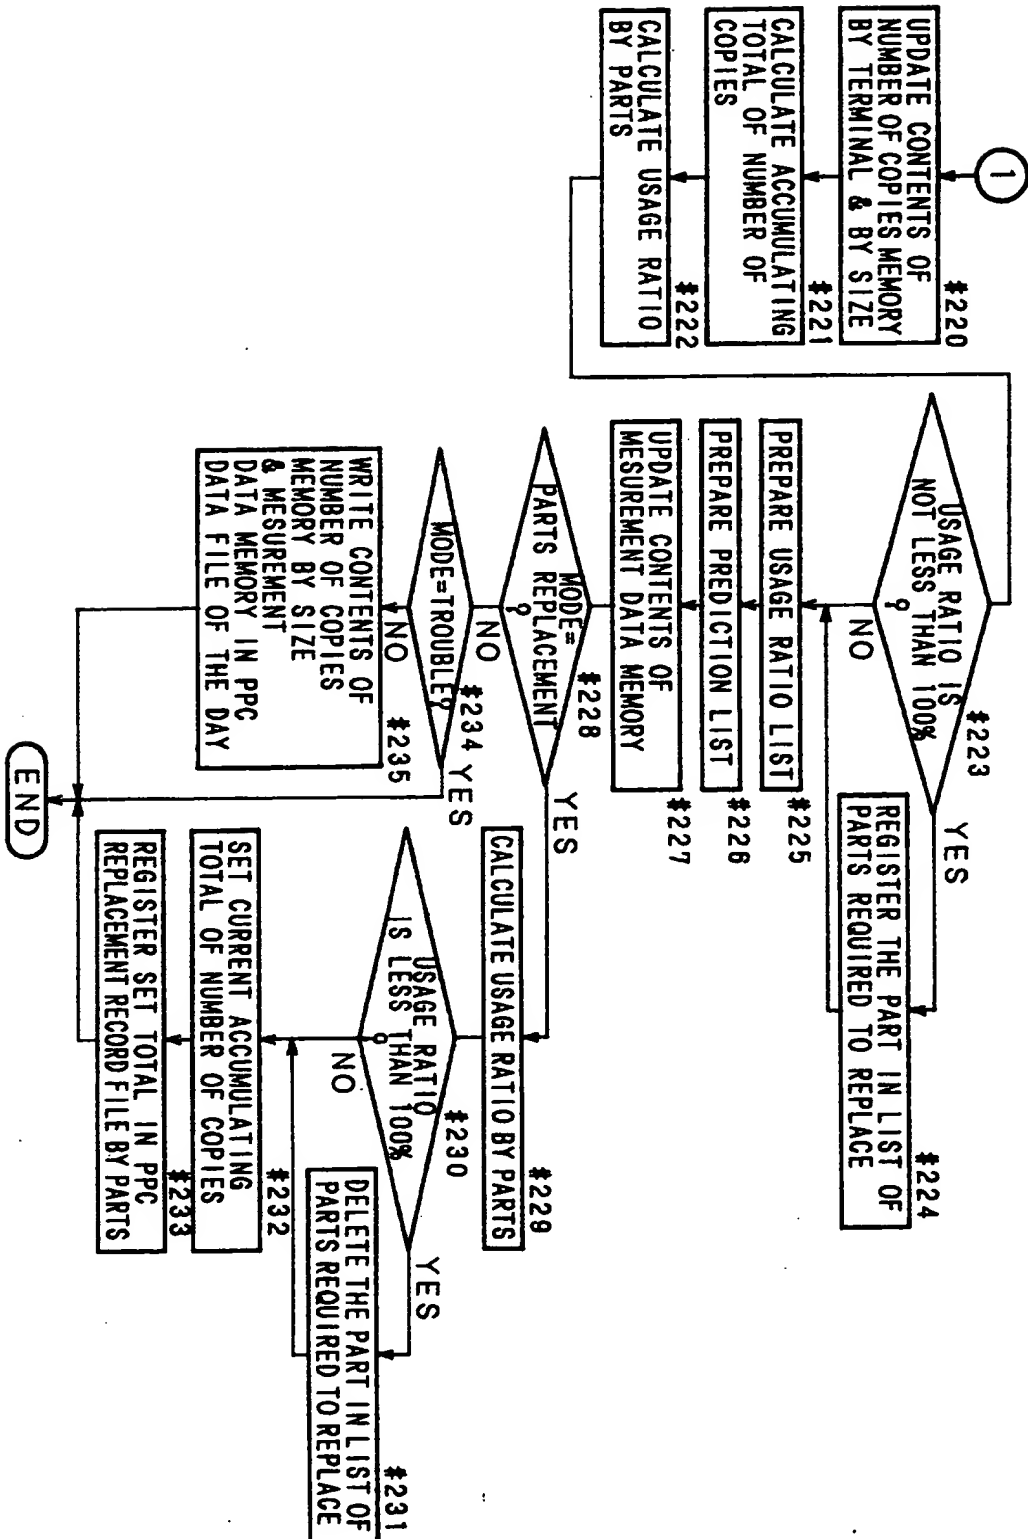 1
#220
UPDATE CONTENTS OF
NUMBER OF COPIES MEMORY
BY TERMINAL & BY SIZE
#221
CALCULATE ACCUMULATING
TOTAL OF NUMBER OF
COPIES
#222
CALCULATE USAGE RATIO
BY PARTS
#223
USAGE RATIO IS
NOT LESS THAN 100%
?
YES
NO
#224
REGISTER THE PART IN LIST OF
PARTS REQUIRED TO REPLACE
#225
PREPARE USAGE RATIO LIST
#226
PREPARE PREDICTION LIST
#227
UPDATE CONTENTS OF
MESUREMENT DATA MEMORY
#228
MODE=
PARTS REPLACEMENT
?
YES
NO
#229
CALCULATE USAGE RATIO BY PARTS
#230
USAGE RATIO
IS LESS THAN 100%
?
YES
NO
#231
DELETE THE PART IN LIST OF
PARTS REQUIRED TO REPLACE
#232
SET CURRENT ACCUMULATING
TOTAL OF NUMBER OF COPIES
#233
REGISTER SET TOTAL IN PPC
REPLACEMENT RECORD FILE BY PARTS
#234
MODE=TROUBLE?
YES
NO
#235
WRITE CONTENTS OF
NUMBER OF COPIES
MEMORY BY SIZE
& MESUREMENT
DATA MEMORY IN PPC
DATA FILE OF THE DAY
END